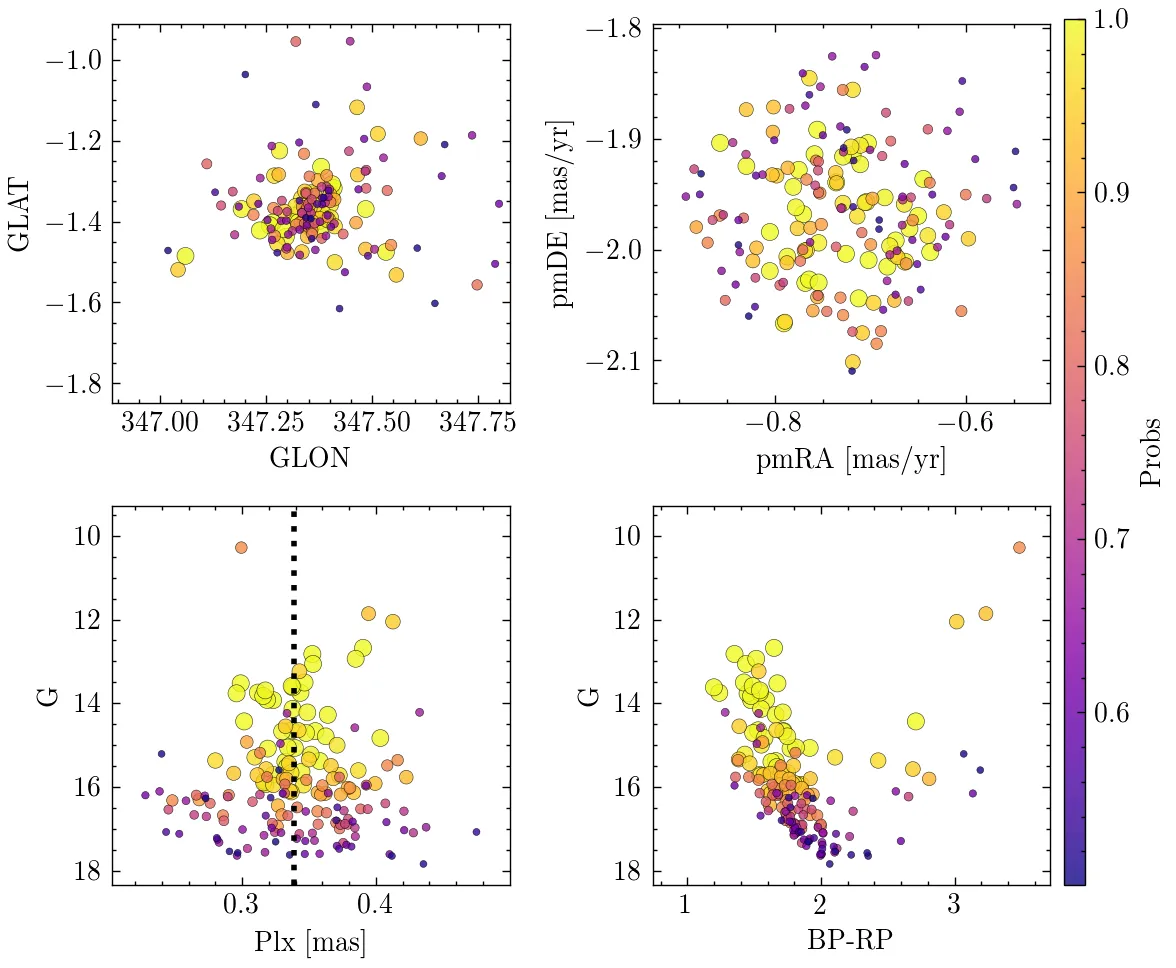 −1.0
−1.2
−1.4
−1.6
−1.8
GLAT
347.00 347.25 347.50 347.75
GLON
−1.8
−1.9
−2.0
−2.1
pmDE [mas/yr]
−0.8 −0.6
pmRA [mas/yr]
10
12
14
16
18
G
0.3 0.4
Plx [mas]
10
12
14
16
18
G
1 2 3
BP-RP
1.0
0.9
0.8
0.7
0.6
Probs